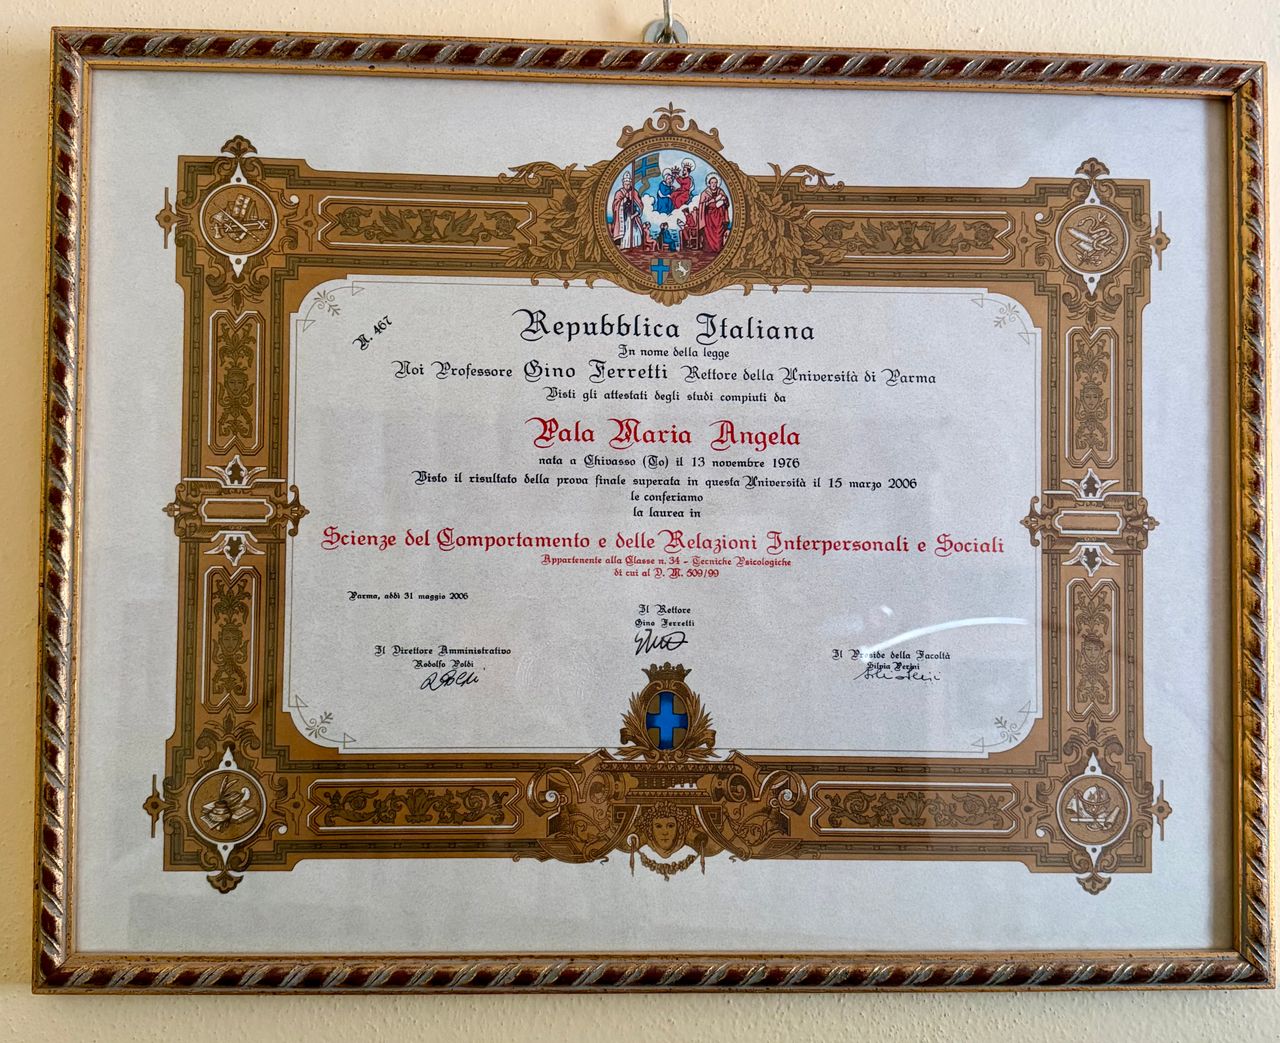 N. 467
Repubblica Italiana
In nome della legge
Noi Professore Gino Ferretti Rettore della Università di Parma
Visti gli attestati degli studi compiuti da
Pala Maria Angela
nata a Chivasso (To) il 13 novembre 1976
Visto il risultato della prova finale superata in questa Università il 15 marzo 2006
le conferiamo
la laurea in
Scienze del Comportamento e delle Relazioni Interpersonali e Sociali
Appartenente alla Classe n. 34 - Tecniche Psicologiche
di cui al D. M. 509/99
Parma, addì 31 maggio 2006
Il Rettore
Gino Ferretti
Il Direttore Amministrativo
Rodolfo Poldi
Il Preside della Facoltà
Silvia Perini